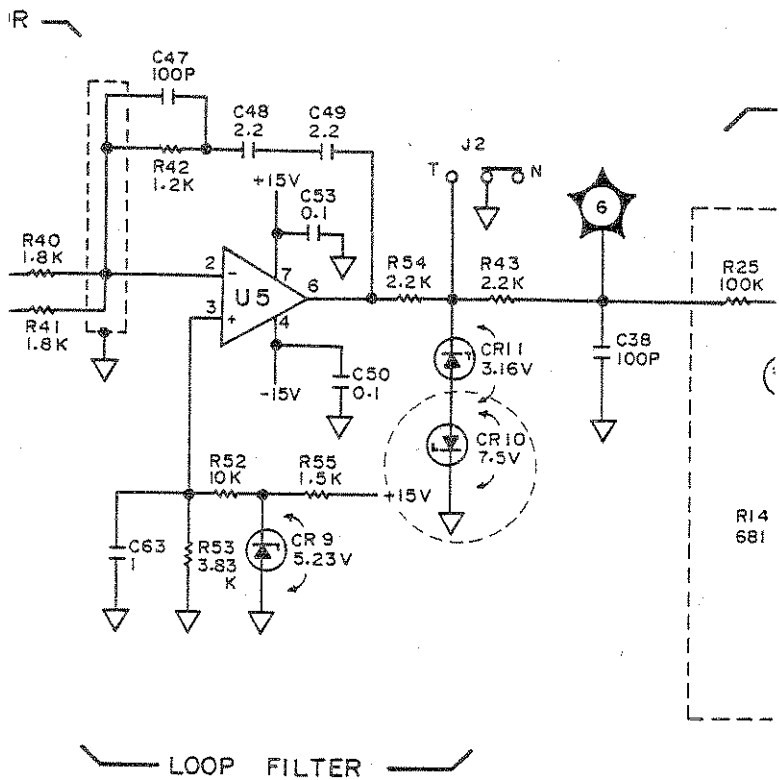 R
C47
100P
C48
2.2
C49
2.2
J2
T
N
R42
1.2K
+15V
C53
0.1
6
R40
1.8K
2
−
7
6
R54
2.2K
R43
2.2K
R25
100K
U5
3
+
4
R41
1.8K
CR11
3.16V
C38
100P
C50
0.1
-15V
CR10
7.5V
R52
10K
R55
1.5K
+15V
R14
681
C63
1
R53
3.83
K
CR9
5.23V
LOOP FILTER